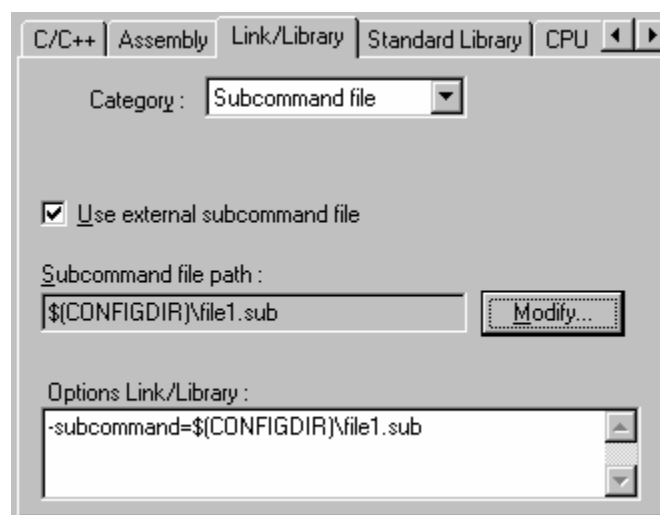 C/C++ Assembly Link/Library Standard Library CPU
Category : Subcommand file
Use external subcommand file
Subcommand file path :
$(CONFIGDIR)\file1.sub Modify...
Options Link/Library :
-subcommand=$(CONFIGDIR)\file1.sub